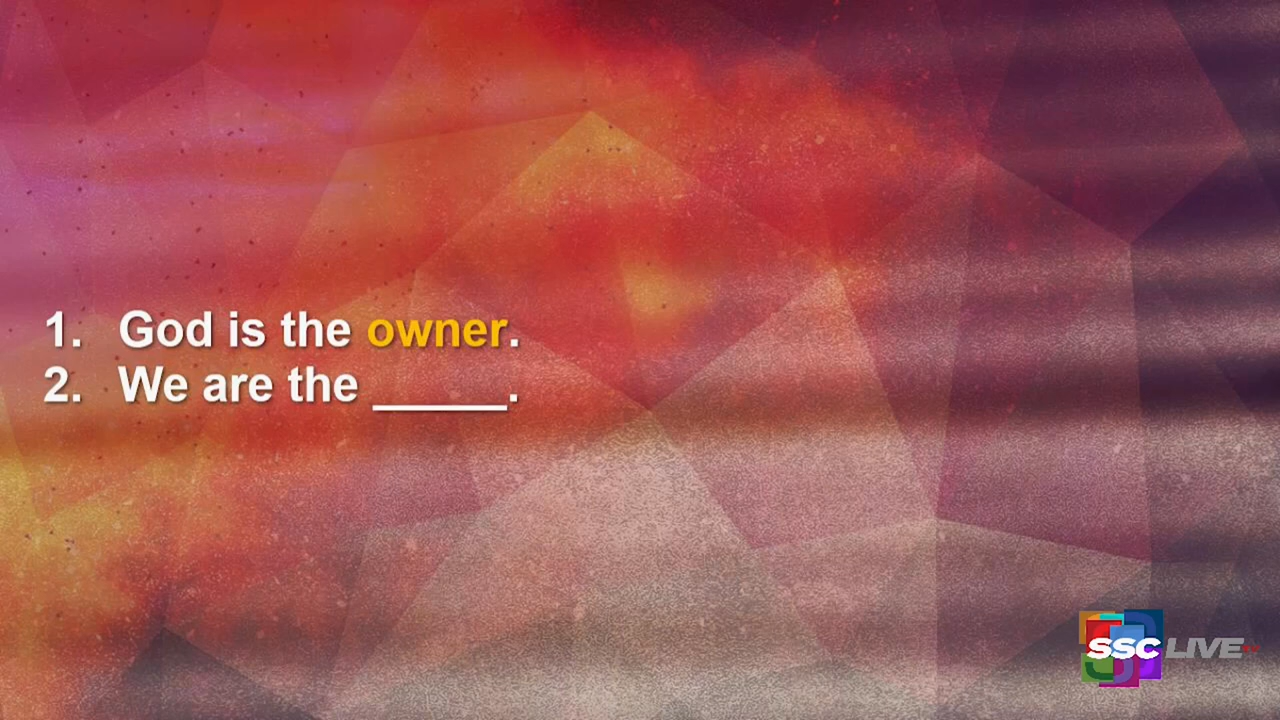 1. God is the owner.
2. We are the _____.
SSC LIVE